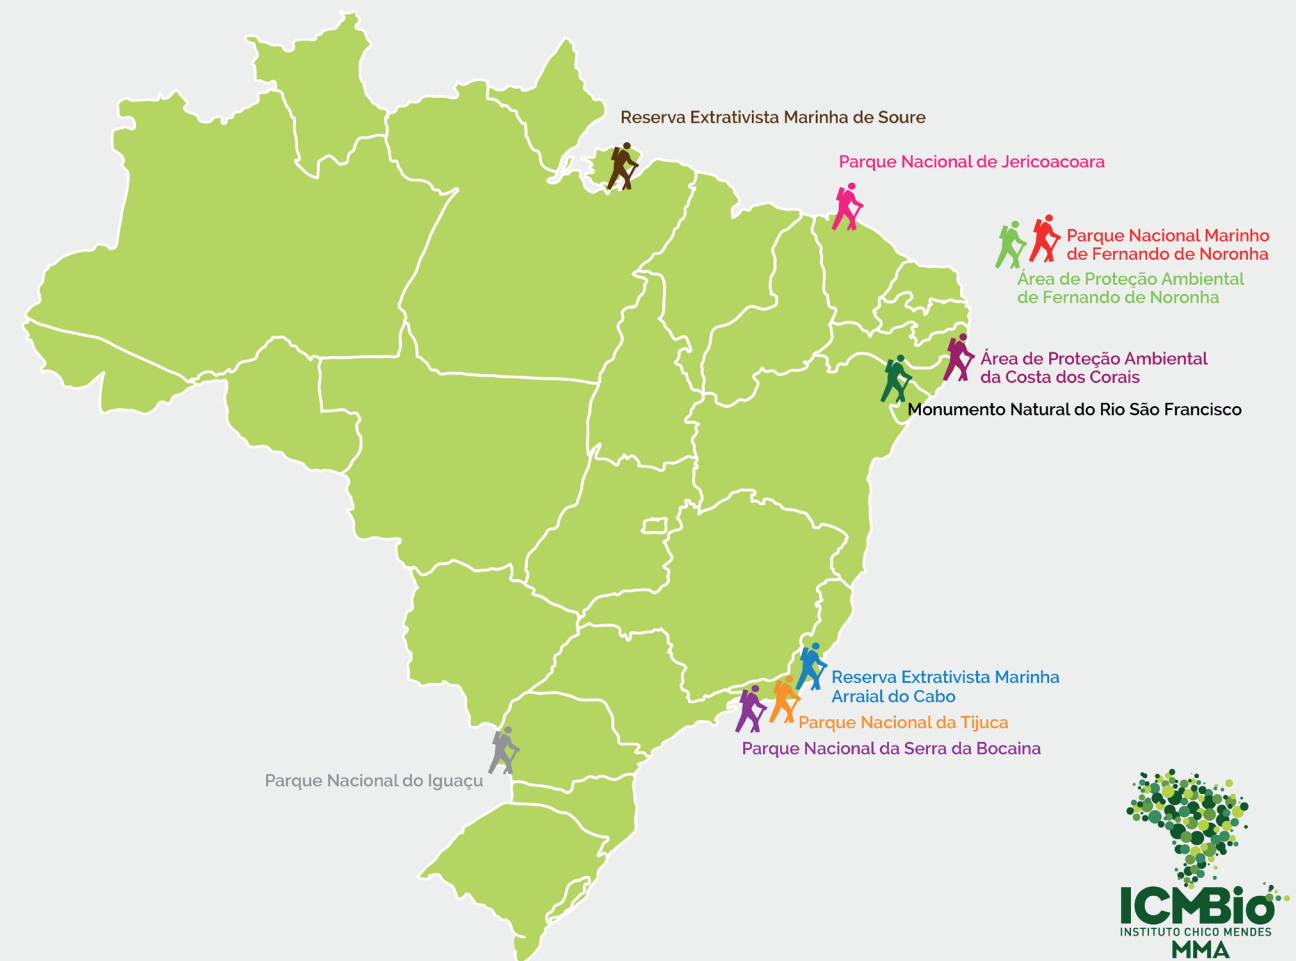 Reserva Extrativista Marinha de Soure
Parque Nacional de Jericoacoara
Parque Nacional Marinho
de Fernando de Noronha
Área de Proteção Ambiental
de Fernando de Noronha
Área de Proteção Ambiental
da Costa dos Corais
Monumento Natural do Rio São Francisco
Reserva Extrativista Marinha
Arraial do Cabo
Parque Nacional da Tijuca
Parque Nacional da Serra da Bocaina
Parque Nacional do Iguaçu
ICMBio
INSTITUTO CHICO MENDES
MMA